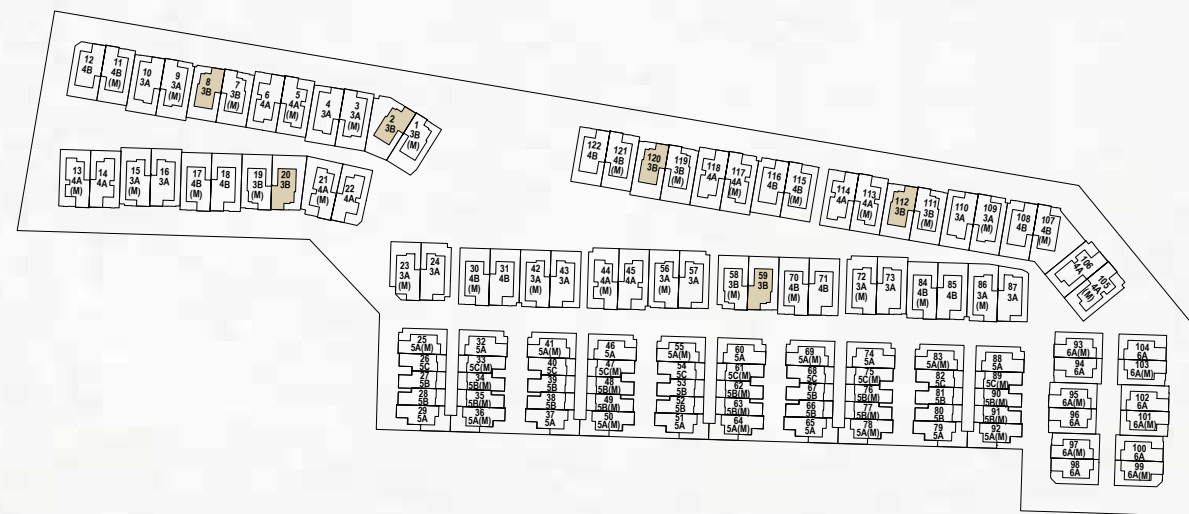 12
4B
11
4B
(M)
10
3A
9
3A
(M)
8
3B
7
3B
(M)
6
4A
5
4A
(M)
4
3A
3
3A
(M)
2
3B
1
3B
(M)
13
4A
(M)
14
4A
15
3A
(M)
16
3A
17
4B
(M)
18
4B
19
3B
(M)
20
3B
21
4A
(M)
22
4A
122
4B
121
4B
(M)
120
3B
119
3B
(M)
118
4A
117
4A
(M)
116
4B
115
4B
(M)
114
4A
113
4A
(M)
112
3B
111
3B
(M)
110
3A
109
3A
(M)
108
4B
107
4B
(M)
106
4A
105
4A
(M)
23
3A
(M)
24
3A
30
4B
(M)
31
4B
42
3A
(M)
43
3A
44
4A
(M)
45
4A
56
3A
(M)
57
3A
58
3B
(M)
59
3B
70
4B
(M)
71
4B
72
3A
(M)
73
3A
84
4B
(M)
85
4B
86
3A
(M)
87
3A
25
5A(M)
26
5C
27
5B
28
5B
29
5A
32
5A
33
5C(M)
34
5B(M)
35
5B(M)
36
5A(M)
41
5A(M)
40
5C
39
5B
38
5B
37
5A
46
5A
47
5C(M)
48
5B(M)
49
5B(M)
50
5A(M)
55
5A(M)
54
5C
53
5B
52
5B
51
5A
60
5A
61
5C(M)
62
5B(M)
63
5B(M)
64
5A(M)
69
5A(M)
68
5C
67
5B
66
5B
65
5A
74
5A
75
5C(M)
76
5B(M)
77
5B(M)
78
5A(M)
83
5A(M)
82
5C
81
5B
80
5B
79
5A
88
5A
89
5C(M)
90
5B(M)
91
5B(M)
92
5A(M)
93
6A(M)
94
6A
95
6A(M)
96
6A
97
6A(M)
98
6A
104
6A
103
6A(M)
102
6A
101
6A(M)
100
6A
99
6A(M)